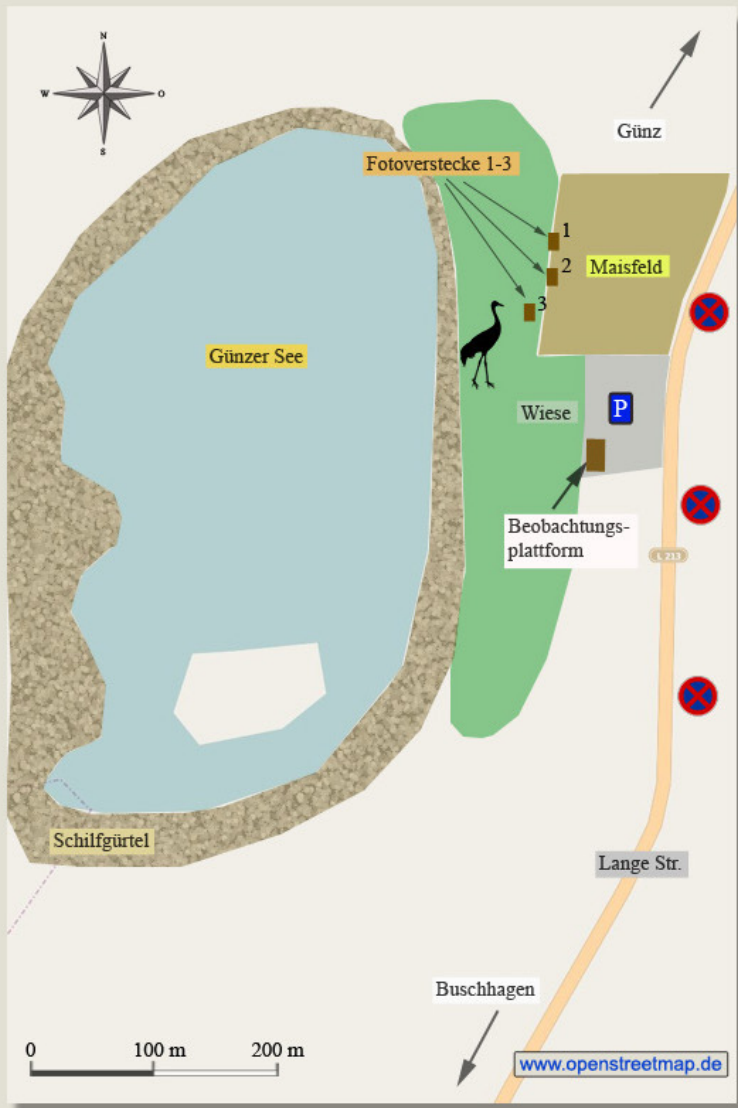 N
W
O
S
Günz
Fotoverstecke 1-3
1
2
3
Maisfeld
Günzer See
Wiese
P
Beobachtungs-
plattform
L 213
Schilfgürtel
Lange Str.
Buschhagen
0 100 m 200 m
www.openstreetmap.de